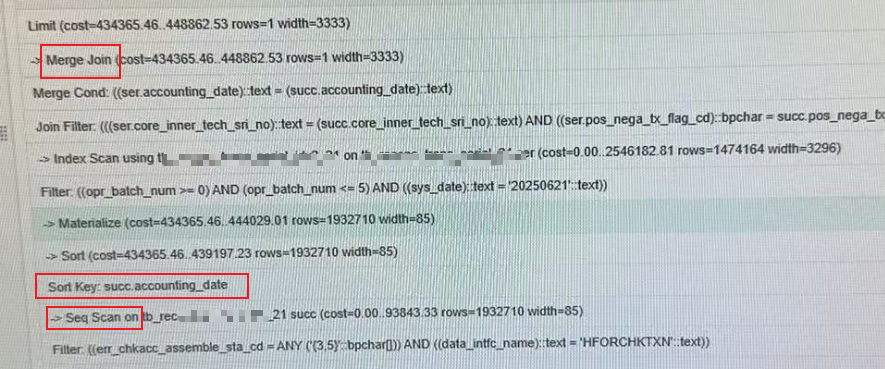 Limit (cost=434365.46..448862.53 rows=1 width=3333)
-> Merge Join (cost=434365.46..448862.53 rows=1 width=3333)
Merge Cond: ((ser.accounting_date)::text = (succ.accounting_date)::text)
Join Filter: (((ser.core_inner_tech_sri_no)::text = (succ.core_inner_tech_sri_no)::text) AND ((ser.pos_nega_tx_flag_cd)::bpchar = succ.pos_nega_tx
-> Index Scan using on er (cost=0.00..2546182.81 rows=1474164 width=3296)
Filter: ((opr_batch_num >= 0) AND (opr_batch_num <= 5) AND ((sys_date)::text = '20250621'::text))
-> Materialize (cost=434365.46..444029.01 rows=1932710 width=85)
-> Sort (cost=434365.46..439197.23 rows=1932710 width=85)
Sort Key: succ.accounting_date
-> Seq Scan on tb_rec _21 succ (cost=0.00..93843.33 rows=1932710 width=85)
Filter: ((err_chkacc_assemble_sta_cd = ANY ('{3,5}'::bpchar[])) AND ((data_intfc_name)::text = 'HFORCHKTXN'::text))